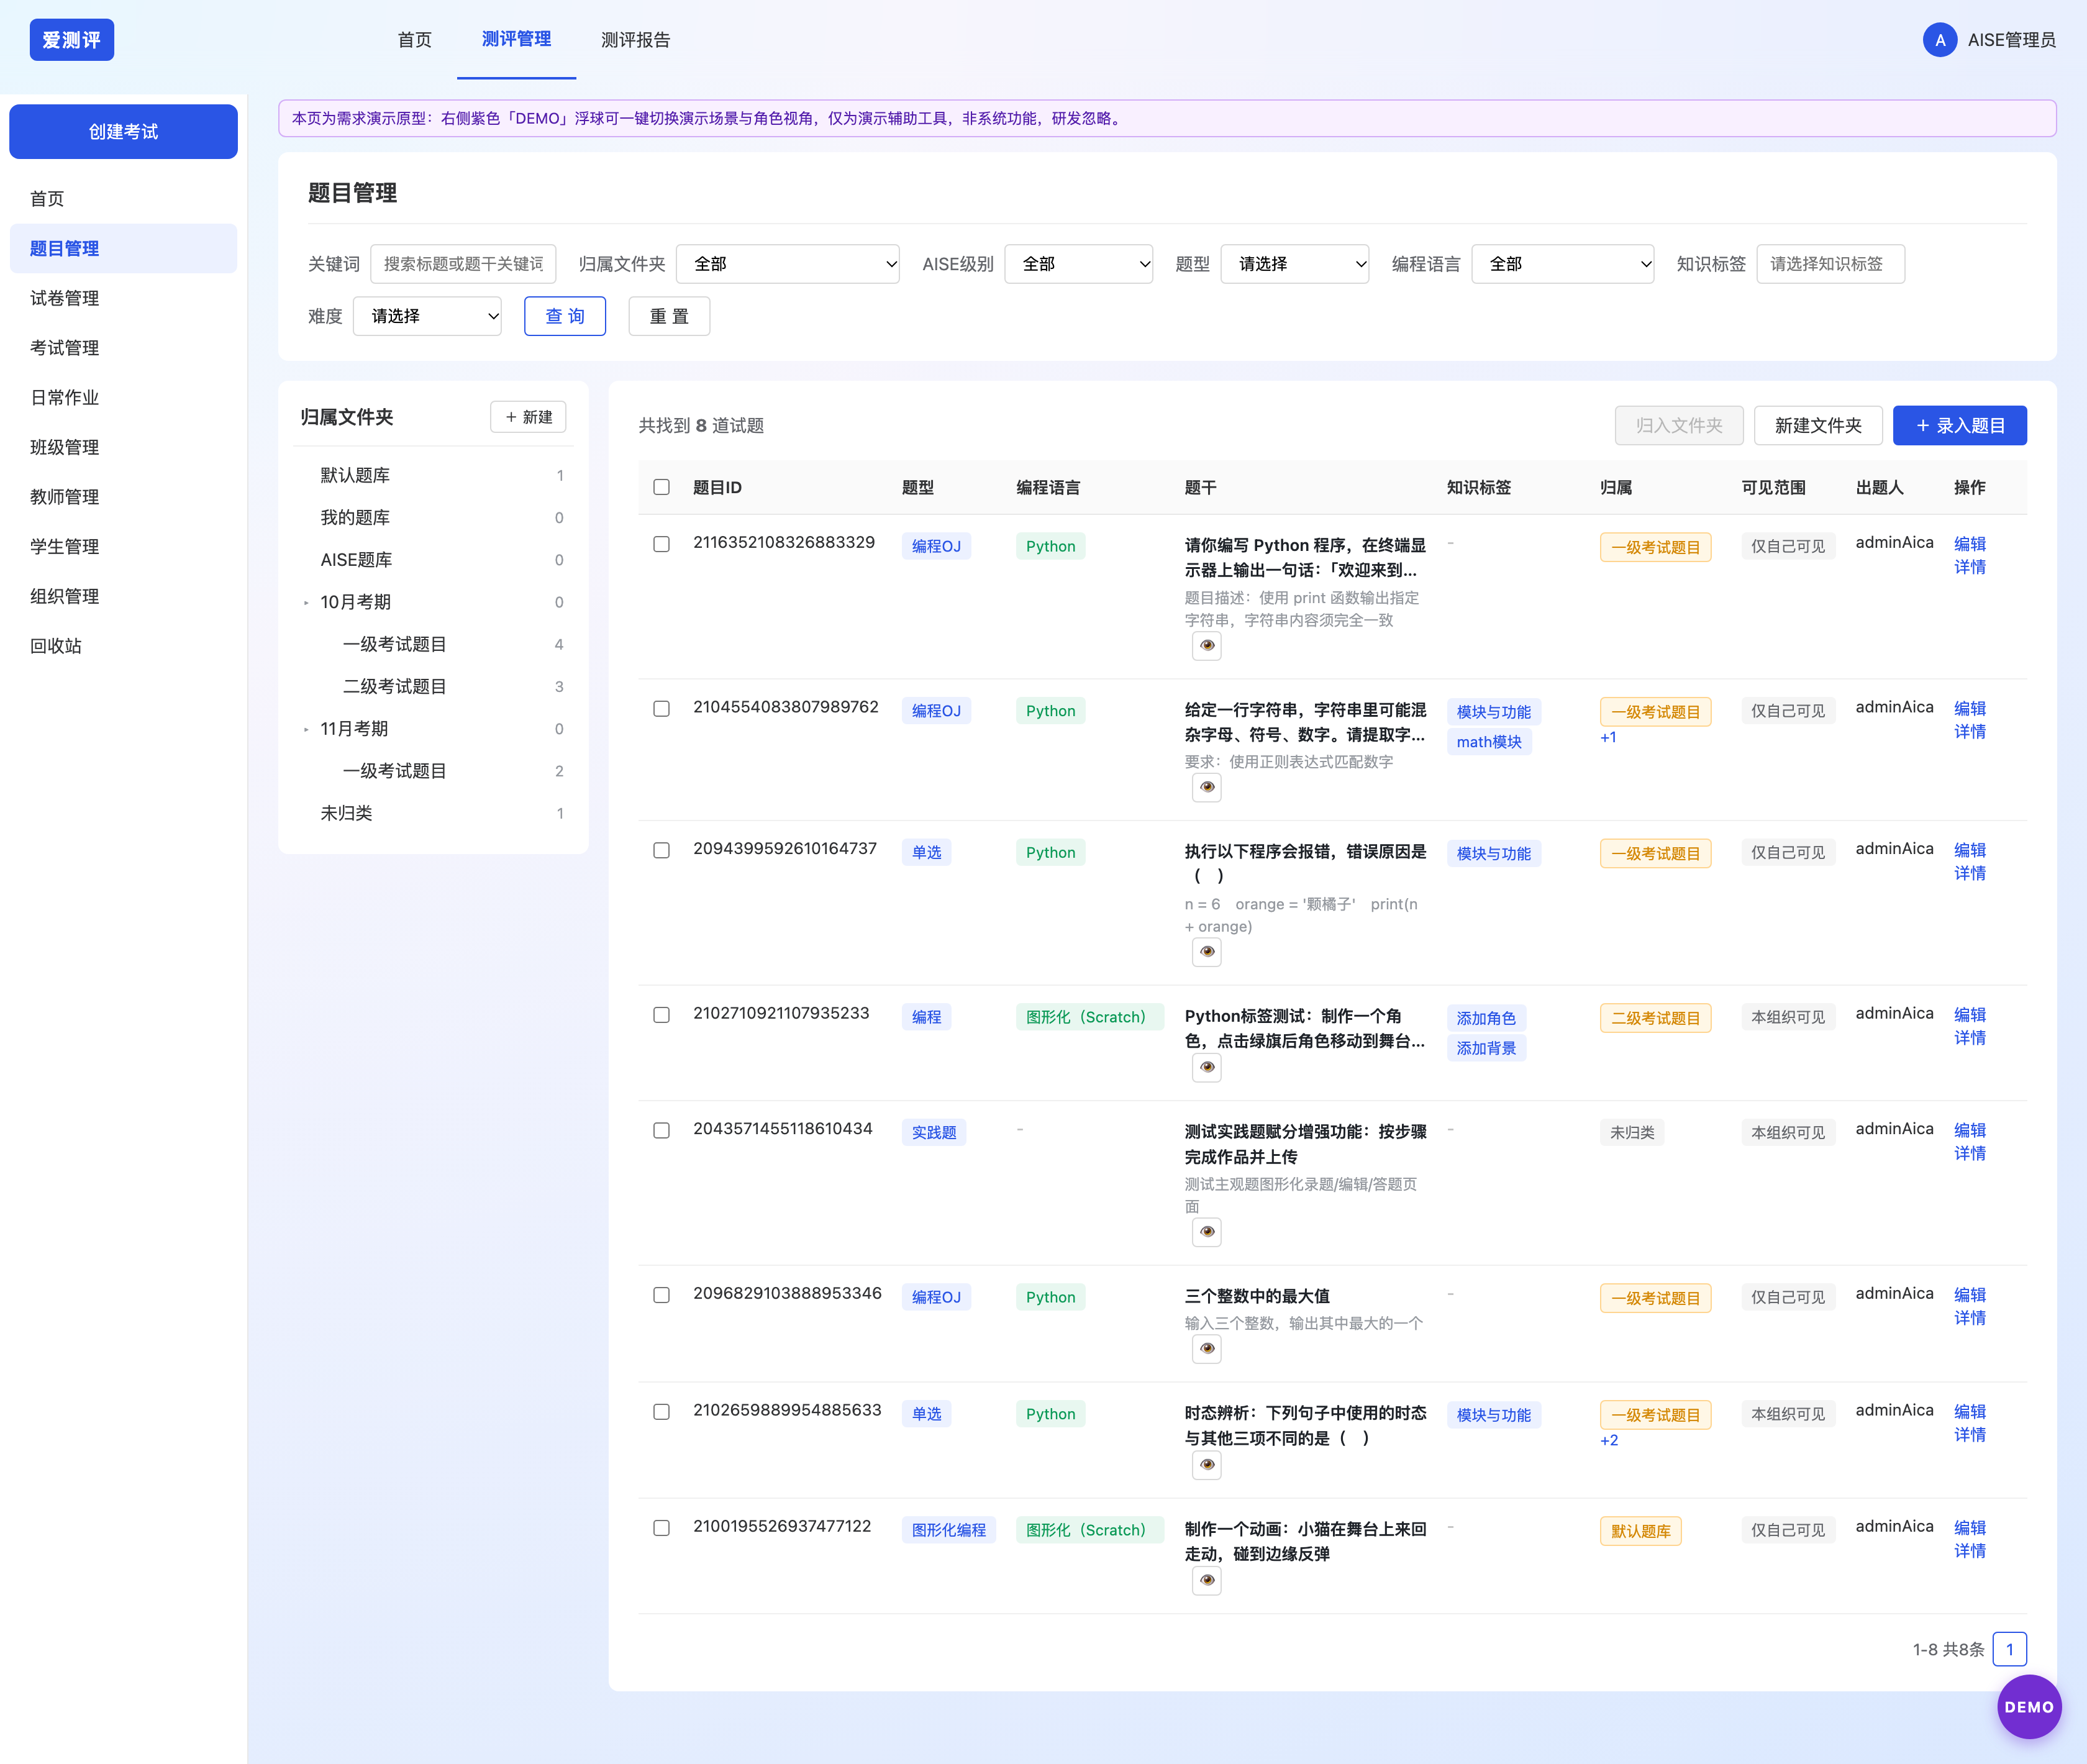 爱测评
首页 测评管理 测评报告
A AISE管理员
创建考试
首页
题目管理
试卷管理
考试管理
日常作业
班级管理
教师管理
学生管理
组织管理
回收站
本页为需求演示原型：右侧紫色「DEMO」浮球可一键切换演示场景与角色视角，仅为演示辅助工具，非系统功能，研发忽略。
题目管理
关键词 搜索标题或题干关键词 归属文件夹 全部 AISE级别 全部 题型 请选择 编程语言 全部 知识标签 请选择知识标签
难度 请选择 查 询 重 置
归属文件夹 + 新建
默认题库 1
我的题库 0
AISE题库 0
10月考期 0
一级考试题目 4
二级考试题目 3
11月考期 0
一级考试题目 2
未归类 1
共找到 8 道试题 归入文件夹 新建文件夹 + 录入题目
题目ID 题型 编程语言 题干 知识标签 归属 可见范围 出题人 操作
2116352108326883329 编程OJ Python 请你编写 Python 程序，在终端显 - 一级考试题目 仅自己可见 adminAica 编辑
示器上输出一句话：「欢迎来到... 详情
题目描述：使用 print 函数输出指定
字符串，字符串内容须完全一致
2104554083807989762 编程OJ Python 给定一行字符串，字符串里可能混 模块与功能 一级考试题目 仅自己可见 adminAica 编辑
杂字母、符号、数字。请提取字... math模块 +1 详情
要求：使用正则表达式匹配数字
2094399592610164737 单选 Python 执行以下程序会报错，错误原因是 模块与功能 一级考试题目 仅自己可见 adminAica 编辑
（ ） 详情
n = 6 orange = '颗橘子' print(n
+ orange)
2102710921107935233 编程 图形化（Scratch） Python标签测试：制作一个角 添加角色 二级考试题目 本组织可见 adminAica 编辑
色，点击绿旗后角色移动到舞台... 添加背景 详情
2043571455118610434 实践题 - 测试实践题赋分增强功能：按步骤 - 未归类 本组织可见 adminAica 编辑
完成作品并上传 详情
测试主观题图形化录题/编辑/答题页
面
2096829103888953346 编程OJ Python 三个整数中的最大值 - 一级考试题目 仅自己可见 adminAica 编辑
输入三个整数，输出其中最大的一个 详情
2102659889954885633 单选 Python 时态辨析：下列句子中使用的时态 模块与功能 一级考试题目 本组织可见 adminAica 编辑
与其他三项不同的是（ ） +2 详情
2100195526937477122 图形化编程 图形化（Scratch） 制作一个动画：小猫在舞台上来回 - 默认题库 仅自己可见 adminAica 编辑
走动，碰到边缘反弹 详情
1-8 共8条 1
DEMO